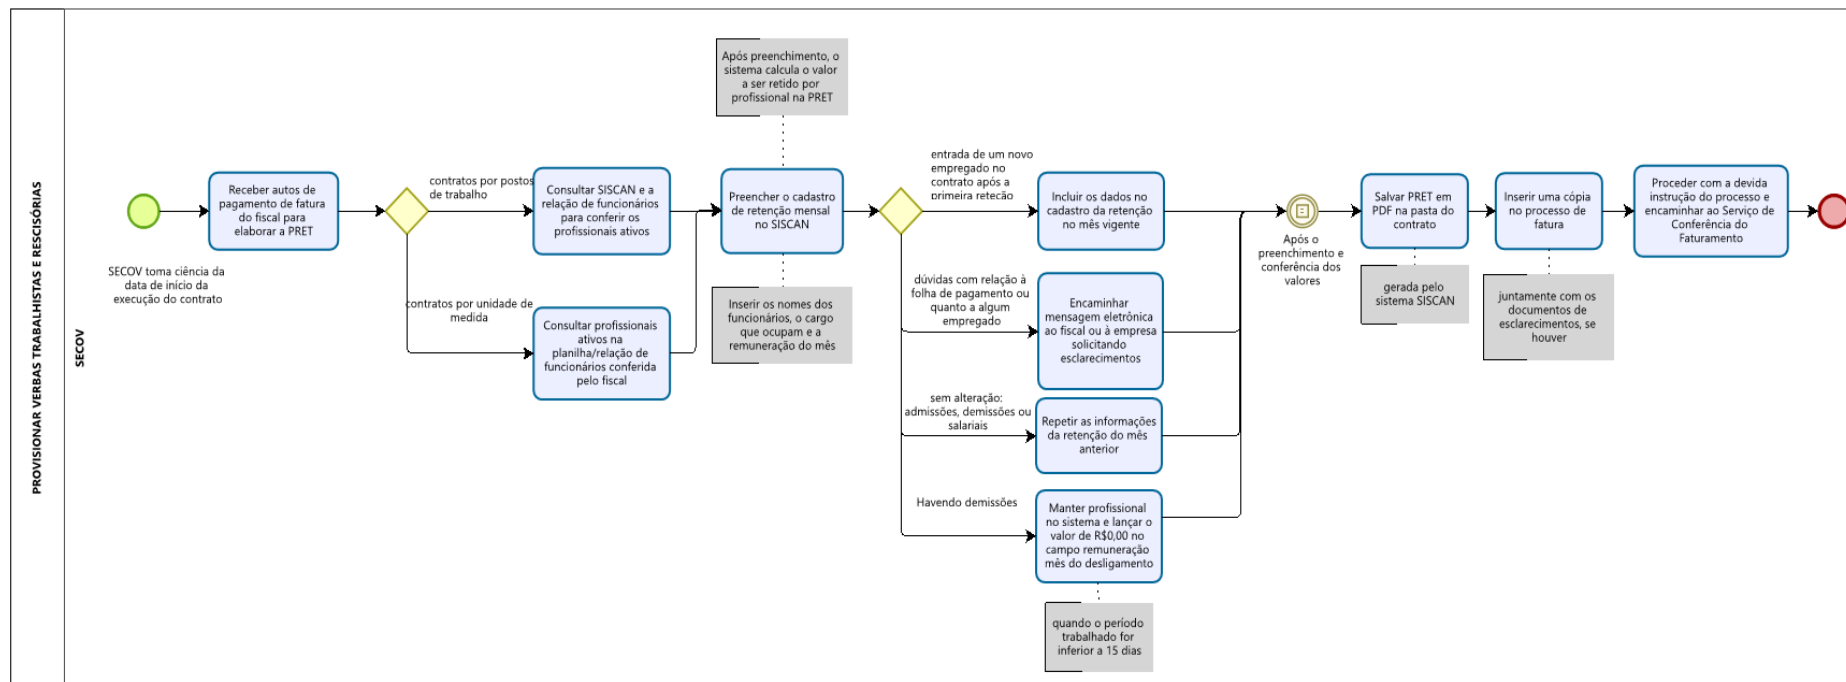 PROVISIONAR VERBAS TRABALHISTAS E RESCISÓRIAS
SECOV
SECOV toma ciência da
data de início da
execução do contrato
Receber autos de
pagamento de fatura
do fiscal para
elaborar a PRET
contratos por postos
de trabalho
contratos por unidade de
medida
Consultar SISCAN e a
relação de funcionários
para conferir os
profissionais ativos
Consultar profissionais
ativos na
planilha/relação de
funcionários conferida
pelo fiscal
Após preenchimento, o
sistema calcula o valor
a ser retido por
profissional na PRET
Preencher o cadastro
de retenção mensal
no SISCAN
Inserir os nomes dos
funcionários, o cargo
que ocupam e a
remuneração do mês
entrada de um novo
empregado no
contrato após a
primeira reteção
Incluir os dados no
cadastro da retenção
no mês vigente
dúvidas com relação à
folha de pagamento ou
quanto a algum
empregado
Encaminhar
mensagem eletrônica
ao fiscal ou à empresa
solicitando
esclarecimentos
sem alteração:
admissões, demissões ou
salariais
Repetir as informações
da retenção do mês
anterior
Havendo demissões
Manter profissional
no sistema e lançar o
valor de R$0,00 no
campo remuneração
mês do desligamento
quando o período
trabalhado for
inferior a 15 dias
Após o
preenchimento e
conferência dos
valores
Salvar PRET em
PDF na pasta do
contrato
gerada pelo
sistema SISCAN
Inserir uma cópia
no processo de
fatura
juntamente com os
documentos de
esclarecimentos, se
houver
Proceder com a devida
instrução do processo e
encaminhar ao Serviço de
Conferência do
Faturamento